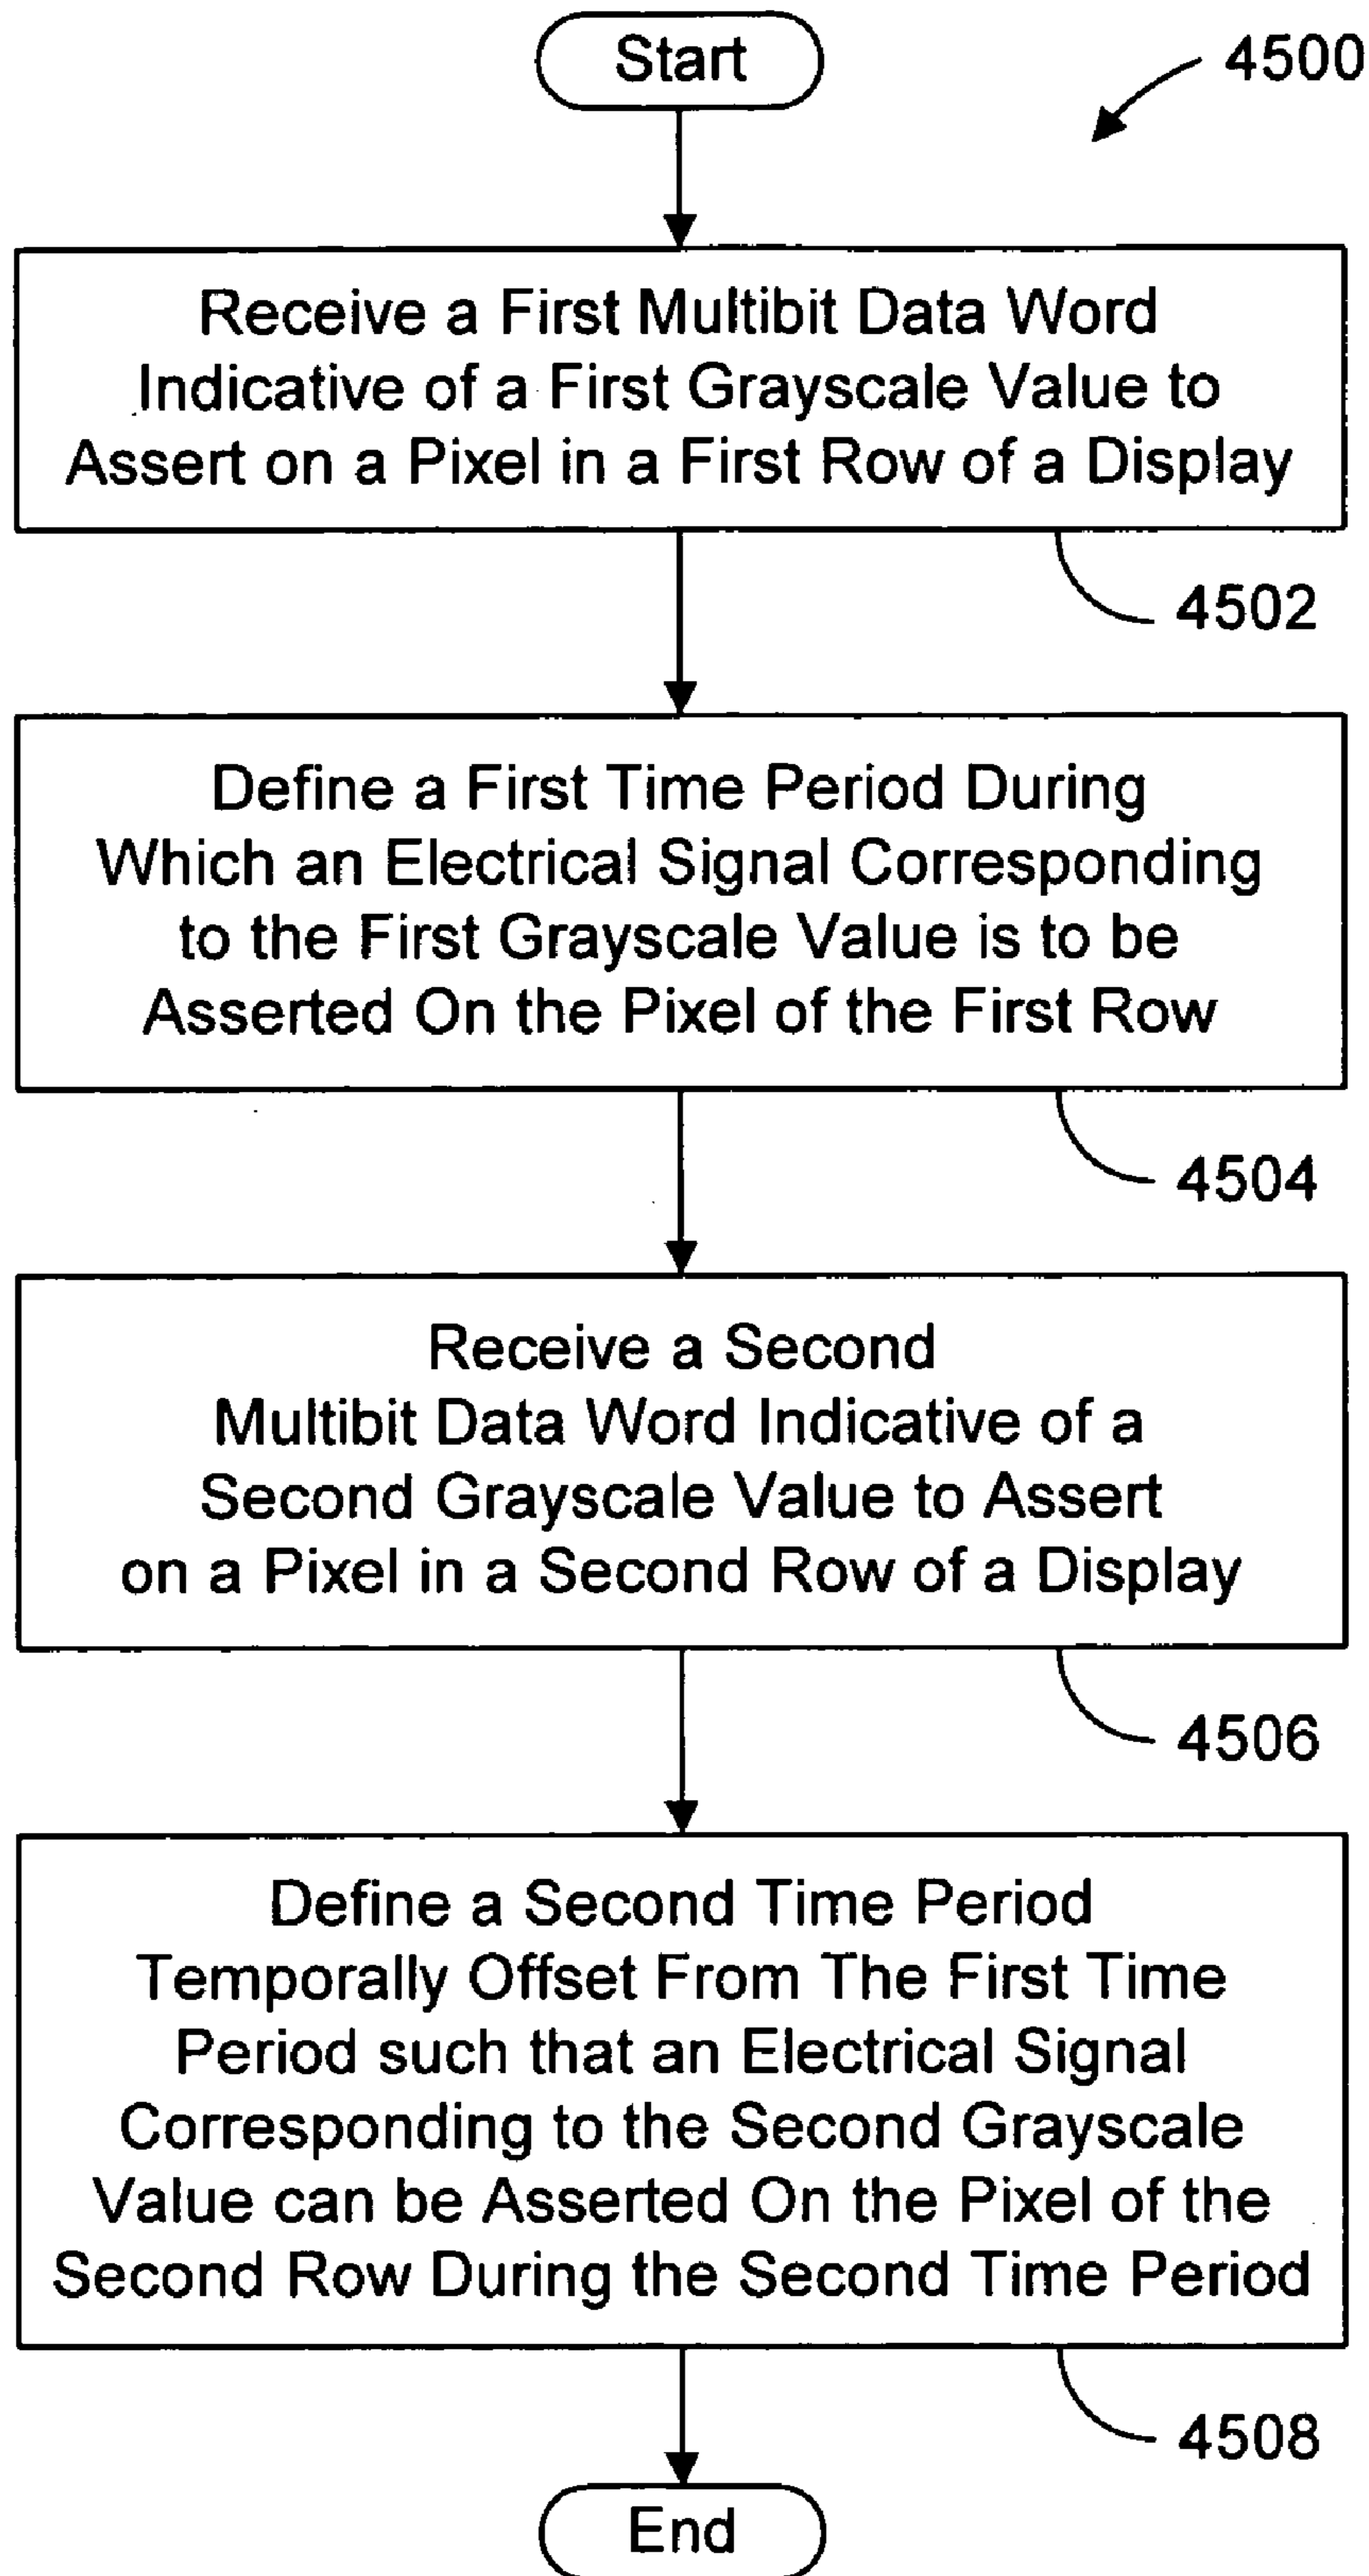 Start
4500
Receive a First Multibit Data Word
Indicative of a First Grayscale Value to
Assert on a Pixel in a First Row of a Display
4502
Define a First Time Period During
Which an Electrical Signal Corresponding
to the First Grayscale Value is to be
Asserted On the Pixel of the First Row
4504
Receive a Second
Multibit Data Word Indicative of a
Second Grayscale Value to Assert
on a Pixel in a Second Row of a Display
4506
Define a Second Time Period
Temporally Offset From The First Time
Period such that an Electrical Signal
Corresponding to the Second Grayscale
Value can be Asserted On the Pixel of the
Second Row During the Second Time Period
4508
End